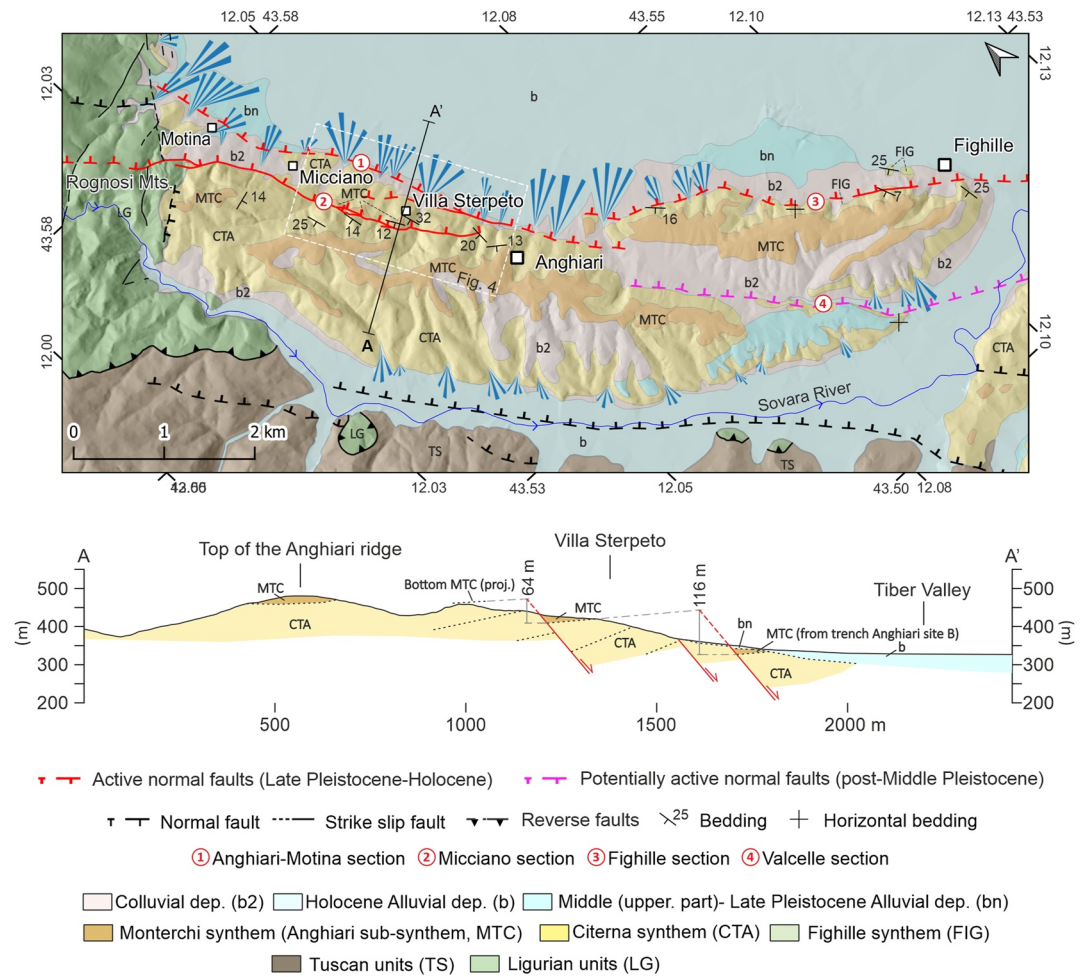 12.05 43.58 12.08 43.55 12.10 12.13 43.53
12.03
12.13
b
A'
bn
Motina
b2
CTA
1
Micciano
MTC
bn
FIG
25
Fighille
Rognosi Mts.
MTC
14
2
Villa Sterpeto
32
b2
FIG
3
7
25
LG
25
14
12
16
43.58
CTA
20
13
MTC
Anghiari
MTC
b2
b2
Fig. 4
b2
4
MTC
12.00
A
CTA
b2
12.10
CTA
Sovara River
0 1 2 km
LG
TS
b
TS
12.03 43.53 12.05 43.50 12.08
A
Top of the Anghiari ridge
Villa Sterpeto
A'
500
400
(m)
300
200
MTC
CTA
Bottom MTC (proj.)
64 m
MTC
CTA
116 m
bn
MTC (from trench Anghiari site B)
b
CTA
Tiber Valley
500
400
(m)
300
200
500 1000 1500 2000 m
Active normal faults (Late Pleistocene-Holocene)
Potentially active normal faults (post-Middle Pleistocene)
Normal fault
Strike slip fault
Reverse faults
25 Bedding
Horizontal bedding
1 Anghiari-Motina section
2 Micciano section
3 Fighille section
4 Valcelle section
Colluvial dep. (b2)
Holocene Alluvial dep. (b)
Middle (upper. part)- Late Pleistocene Alluvial dep. (bn)
Monterchi synthem (Anghiari sub-synthem, MTC)
Citerna synthem (CTA)
Fighille synthem (FIG)
Tuscan units (TS)
Ligurian units (LG)